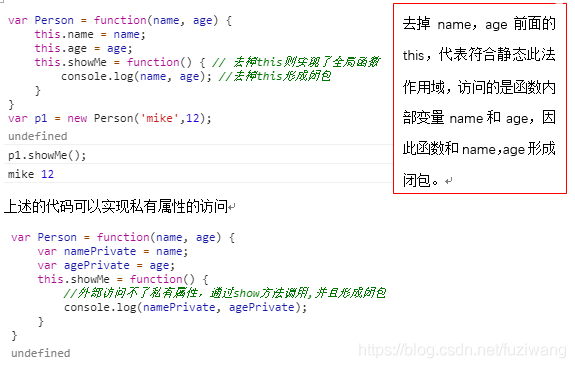 var Person = function(name, age) {
this.name = name;
this.age = age;
this.showMe = function() { // 去掉this则实现了全局函数
console.log(name, age); //去掉this形成闭包
}
}
var p1 = new Person('mike',12);
undefined
p1.showMe();
mike 12
去掉 name，age 前面的
this，代表符合静态此法
作用域，访问的是函数内
部变量 name 和 age，因
此函数和 name,age 形成
闭包。
上述的代码可以实现私有属性的访问
var Person = function(name, age) {
var namePrivate = name;
var agePrivate = age;
this.showMe = function() {
//外部访问不了私有属性，通过show方法调用,并且形成闭包
console.log(namePrivate, agePrivate);
}
}
undefined
https://blog.csdn.net/fuziwang